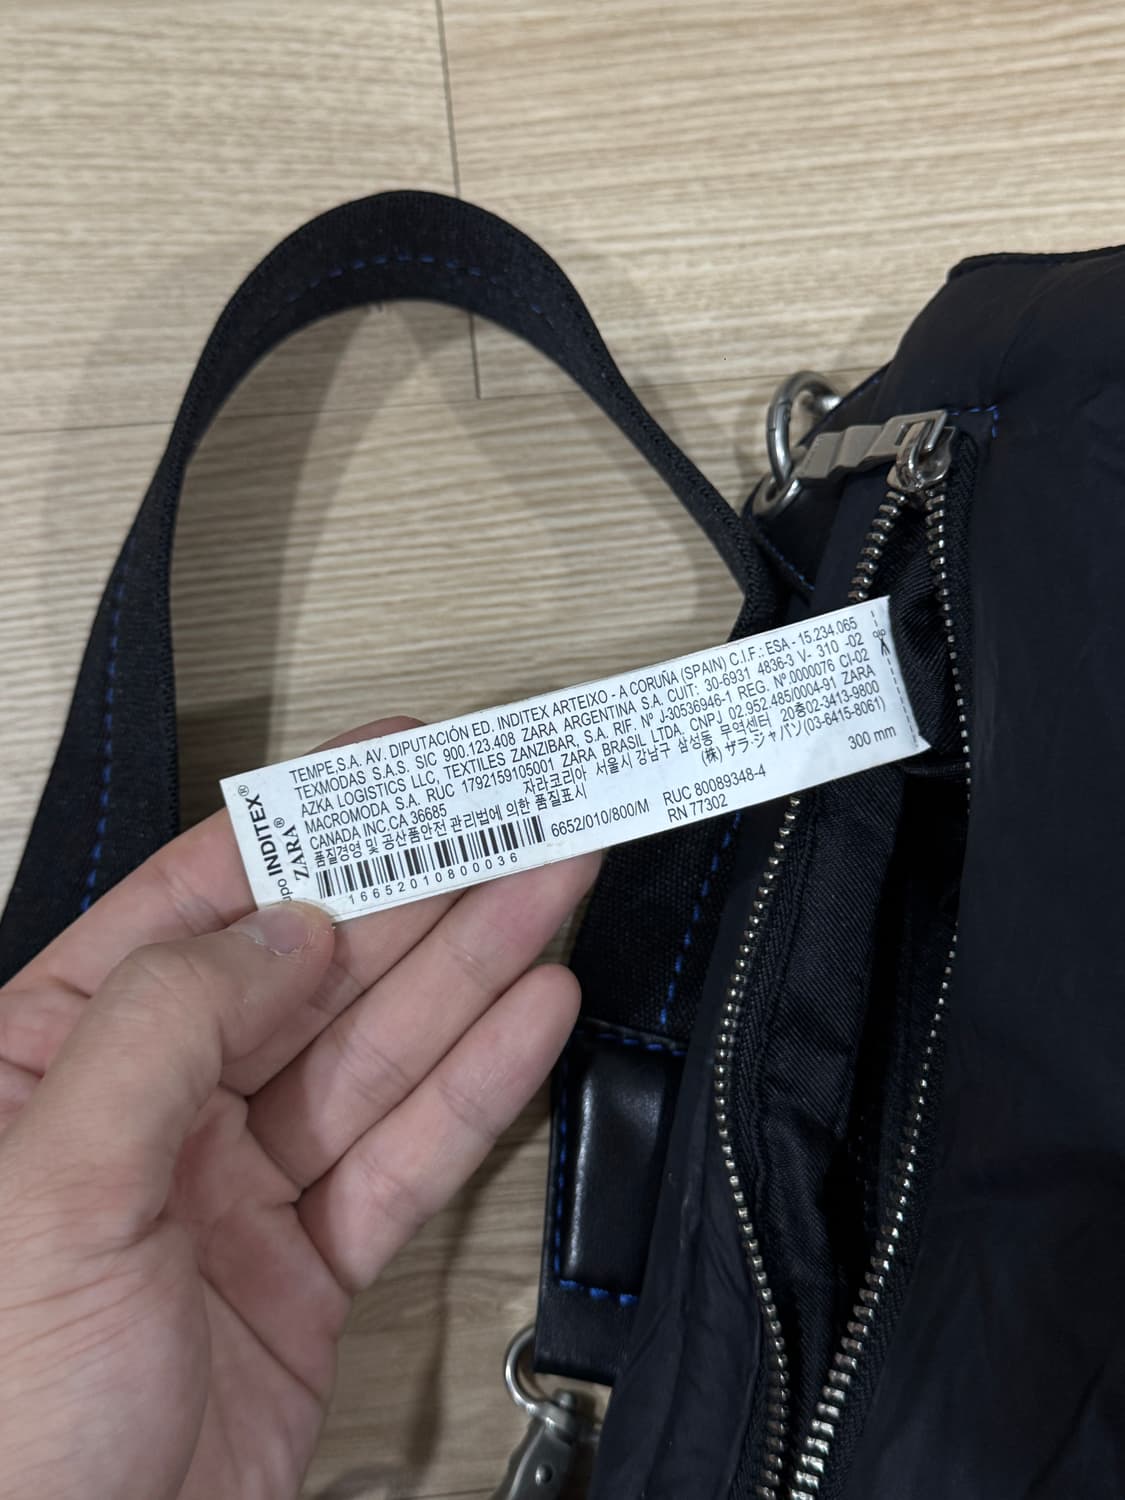 upo INDITEX®
ZARA®
TEMPE.S.A. AV. DIPUTACIÓN ED. INDITEX ARTEIXO - A CORUÑA (SPAIN) C.I.F.: ESA - 15.234.065
TEXMODAS S.A.S. SIC 900.123.408 ZARA ARGENTINA S.A. CUIT: 30-6931 4836-3 V- 310 -02
AZKA LOGISTICS LLC, TEXTILES ZANZIBAR, S.A. RIF. Nº J-30536946-1 REG. Nº.0000076 CI-02
MACROMODA S.A. RUC 1792159105001 ZARA BRASIL LTDA. CNPJ 02.952.485/0004-91 ZARA
CANADA INC.CA 36685 자라코리아 서울시 강남구 삼성동 무역센터 20층02-3413-9800
품질경영 및 공산품안전 관리법에 의한 품질표시 (株) ザラ・ジャパン(03-6415-8061)
6652/010/800/M RUC 80089348-4 300 mm
RN 77302
16652010800036